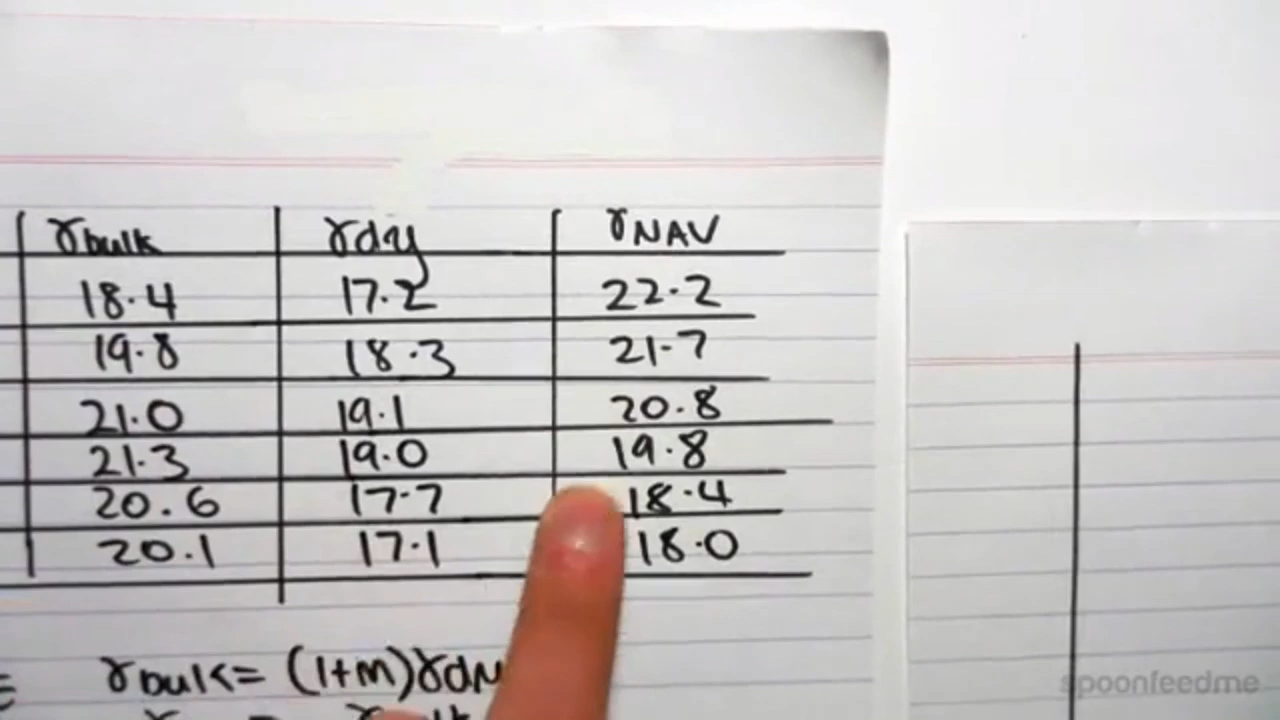 γbulk γdry γNAV
18.4 17.2 22.2
19.8 18.3 21.7
21.0 19.1 20.8
21.3 19.0 19.8
20.6 17.7 18.4
20.1 17.1 18.0
= γbulk= (1+m)γdry
spoonfeedme